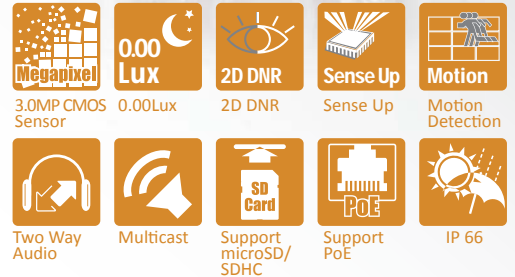 Megapixel
0.00
Lux
2D DNR
Sense Up
Motion
3.0MP CMOS
Sensor
0.00Lux
2D DNR
Sense Up
Motion
Detection
SD
Card
PoE
Two Way
Audio
Multicast
Support
microSD/
SDHC
Support
PoE
IP 66